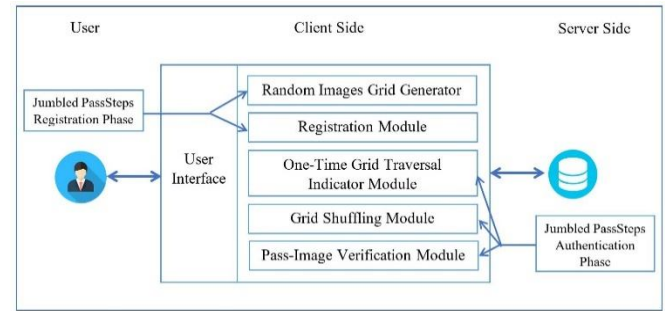 User
Client Side
Server Side
Jumbled PassSteps
Registration Phase
User
Interface
Random Images Grid Generator
Registration Module
One-Time Grid Traversal
Indicator Module
Grid Shuffling Module
Pass-Image Verification Module
Jumbled PassSteps
Authentication
Phase